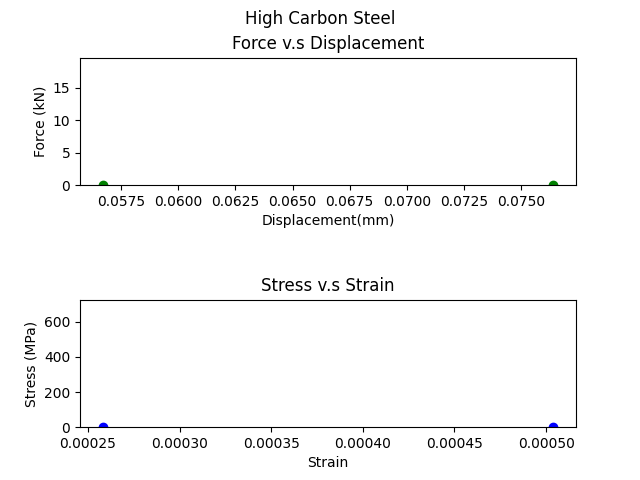 High Carbon Steel
Force v.s Displacement
15
10
5
0
Force (kN)
0.0575 0.0600 0.0625 0.0650 0.0675 0.0700 0.0725 0.0750
Displacement(mm)
Stress v.s Strain
600
400
200
0
Stress (MPa)
0.00025 0.00030 0.00035 0.00040 0.00045 0.00050
Strain